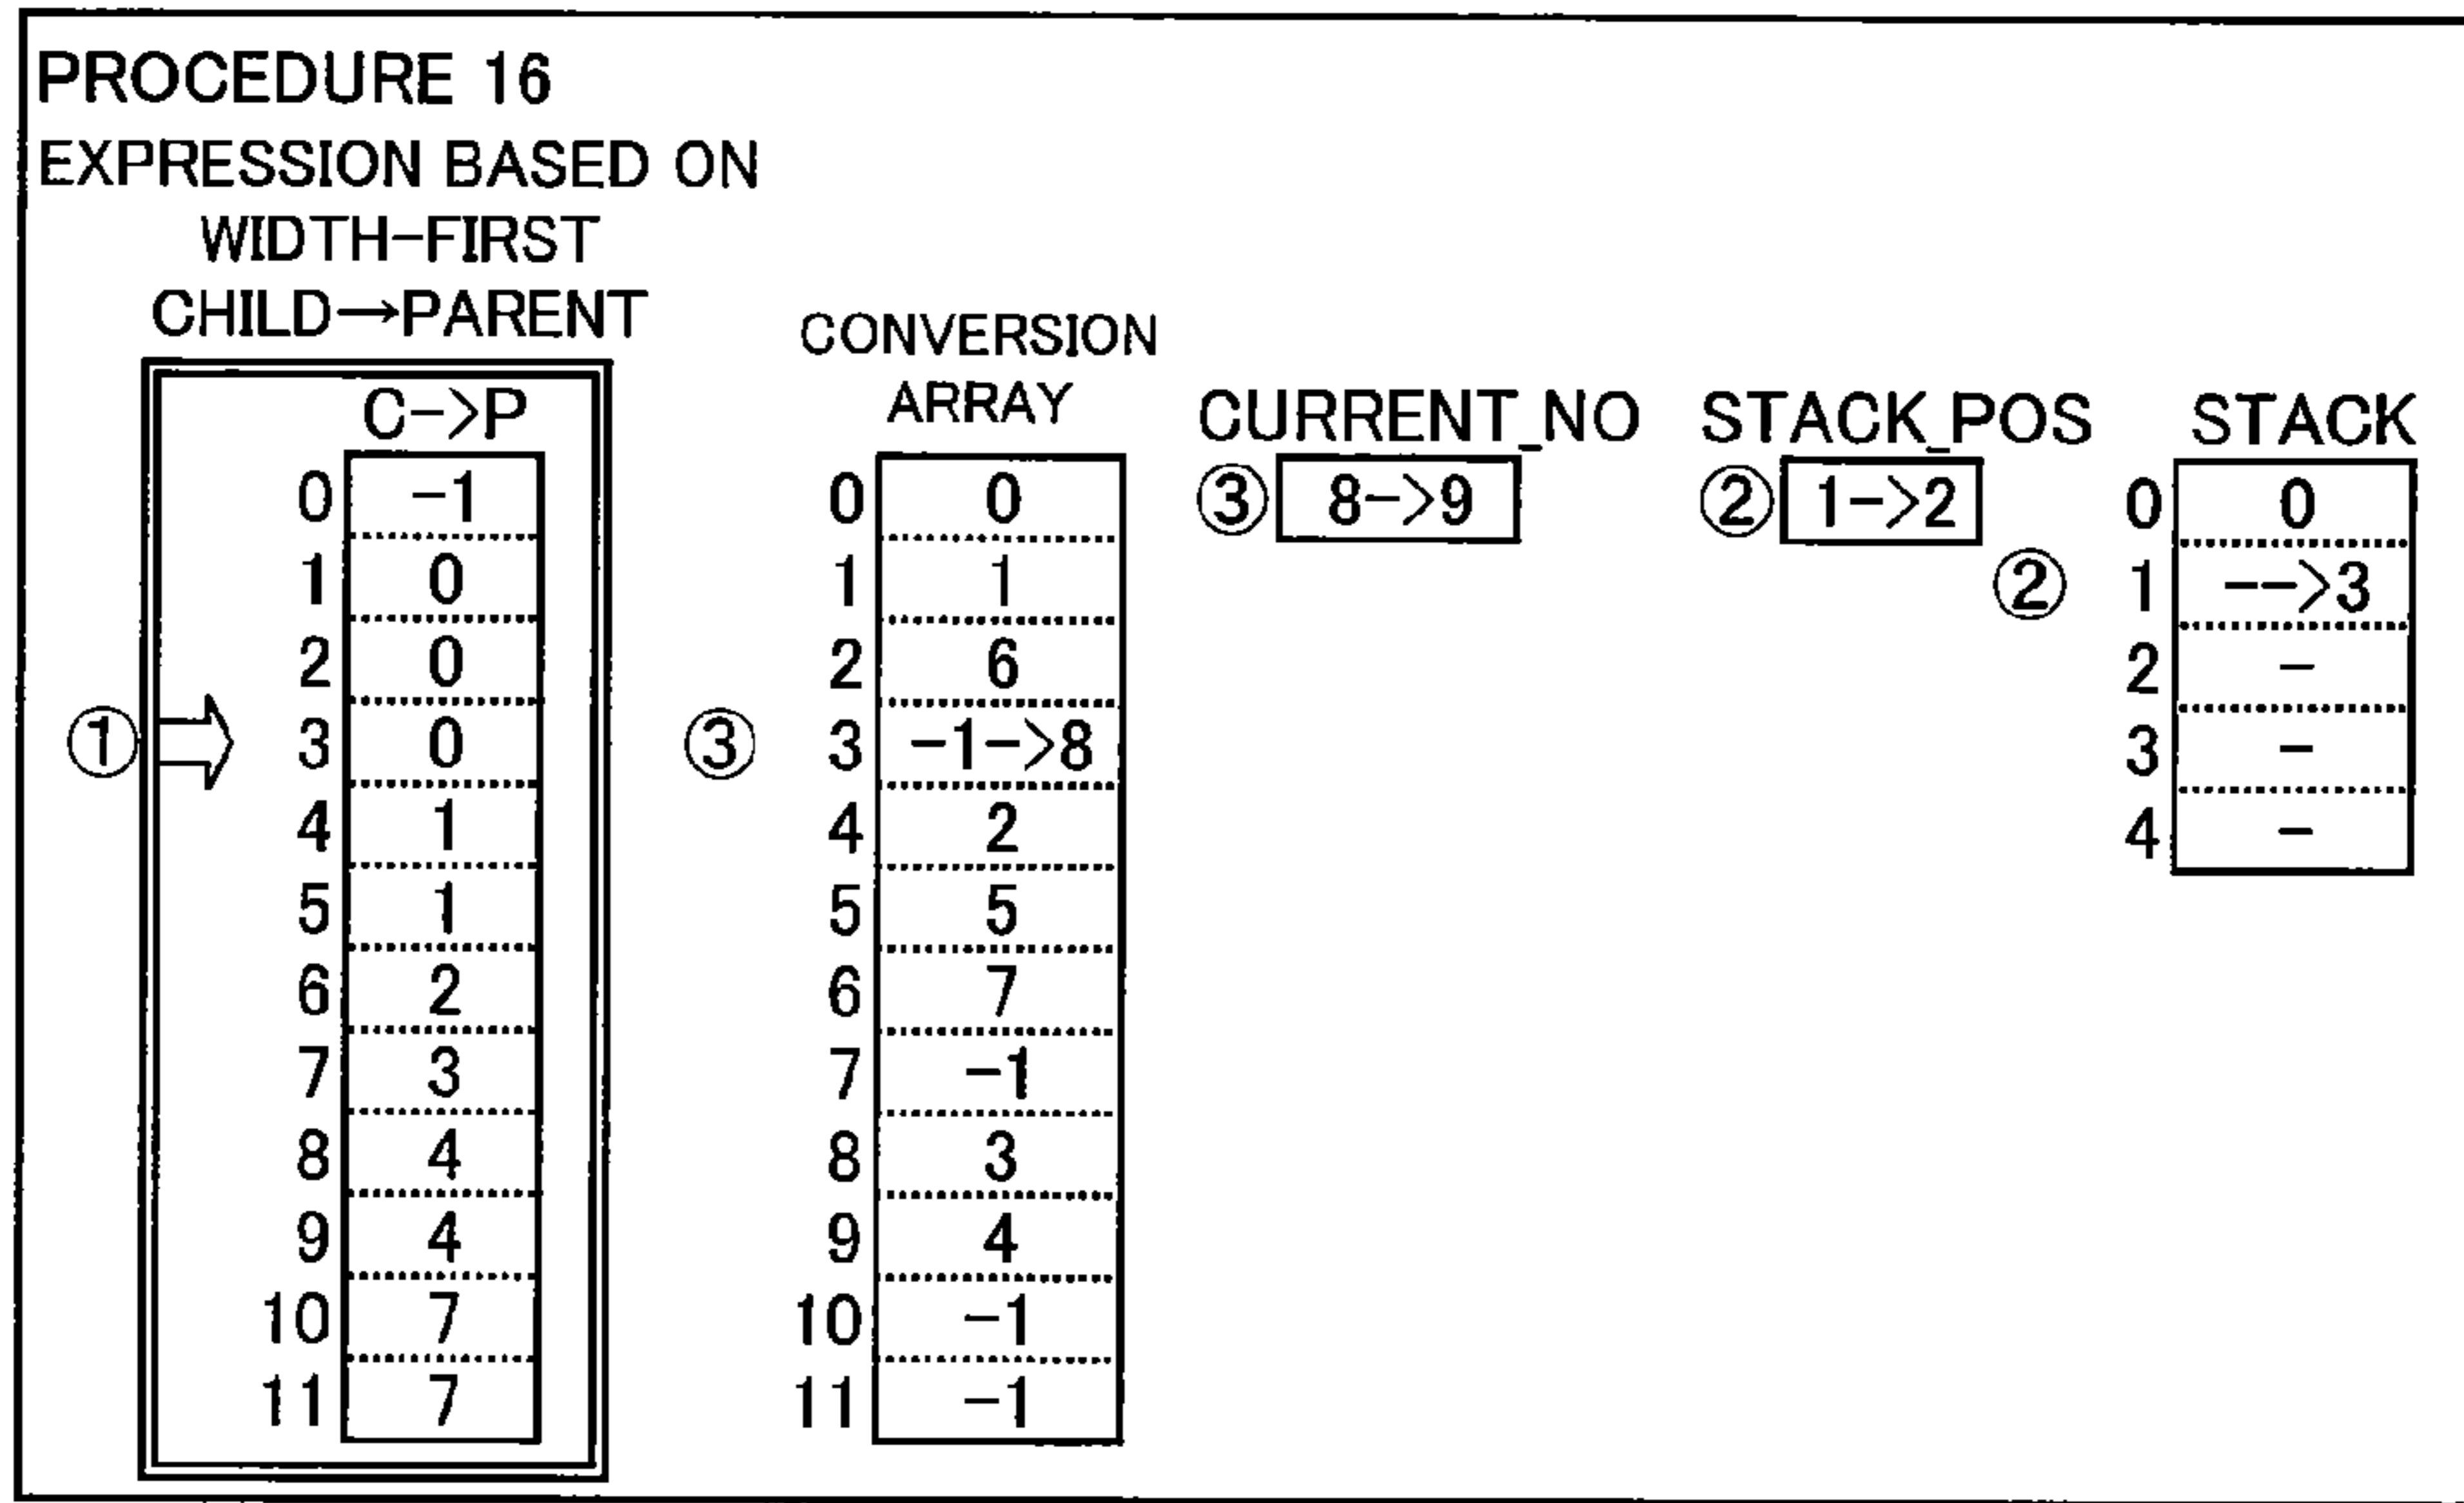 PROCEDURE 16
EXPRESSION BASED ON
WIDTH-FIRST
CHILD→PARENT
C->P
0 -1
1 0
2 0
① 3 0
4 1
5 1
6 2
7 3
8 4
9 4
10 7
11 7
CONVERSION
ARRAY
0 0
1 1
2 6
③ 3 -1->8
4 2
5 5
6 7
7 -1
8 3
9 4
10 -1
11 -1
CURRENT_NO
③ 8->9
STACK_POS
② 1->2
STACK
0 0
② 1 -->3
2 -
3 -
4 -